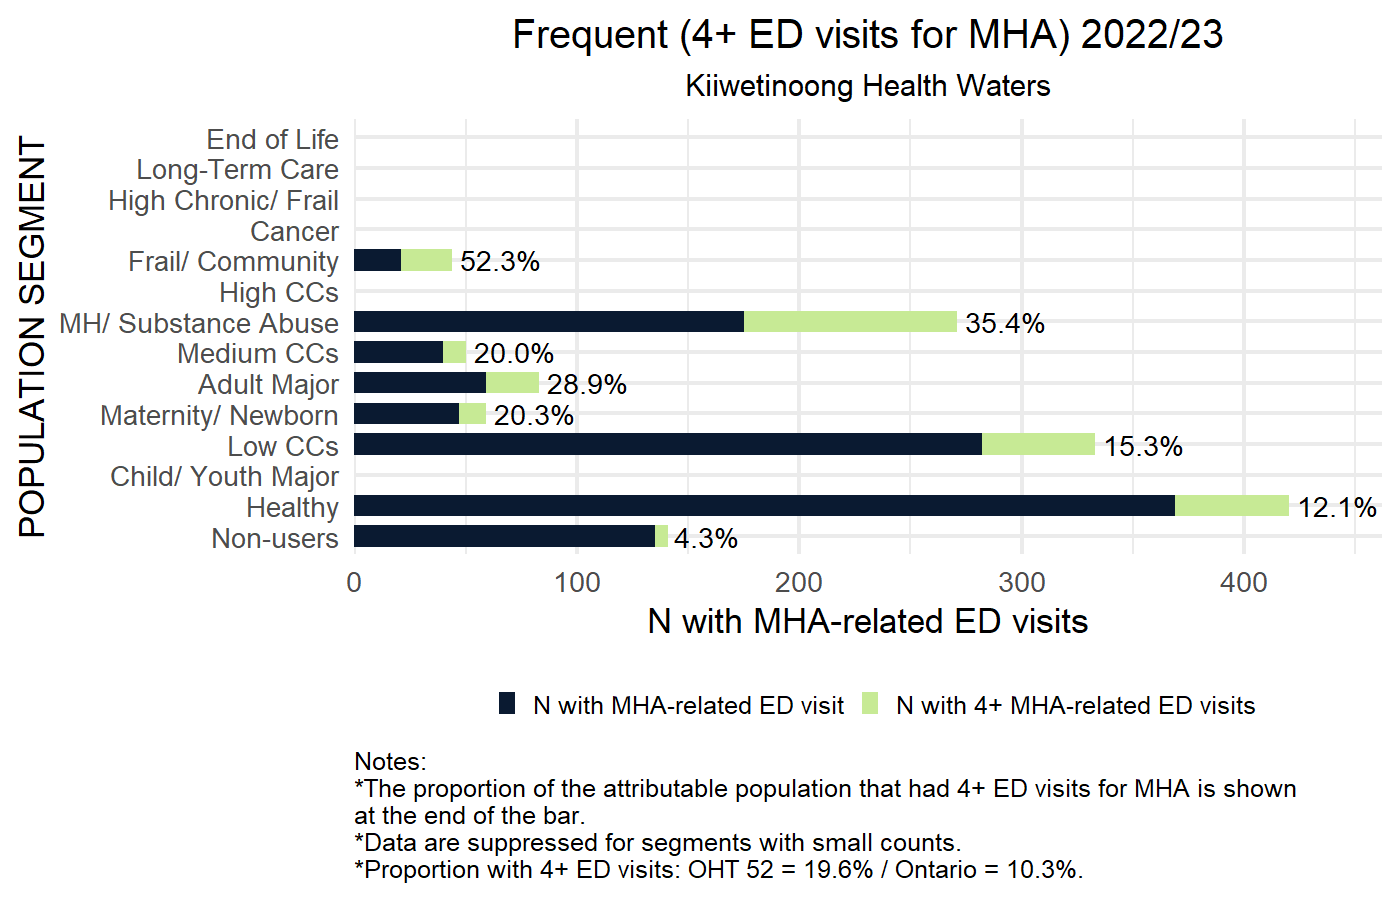 Frequent (4+ ED visits for MHA) 2022/23
Kiiwetinoong Health Waters
POPULATION SEGMENT
End of Life
Long-Term Care
High Chronic/ Frail
Cancer
Frail/ Community 52.3%
High CCs
MH/ Substance Abuse 35.4%
Medium CCs 20.0%
Adult Major 28.9%
Maternity/ Newborn 20.3%
Low CCs 15.3%
Child/ Youth Major
Healthy 12.1%
Non-users 4.3%
0 100 200 300 400
N with MHA-related ED visits
N with MHA-related ED visit N with 4+ MHA-related ED visits
Notes:
*The proportion of the attributable population that had 4+ ED visits for MHA is shown
at the end of the bar.
*Data are suppressed for segments with small counts.
*Proportion with 4+ ED visits: OHT 52 = 19.6% / Ontario = 10.3%.